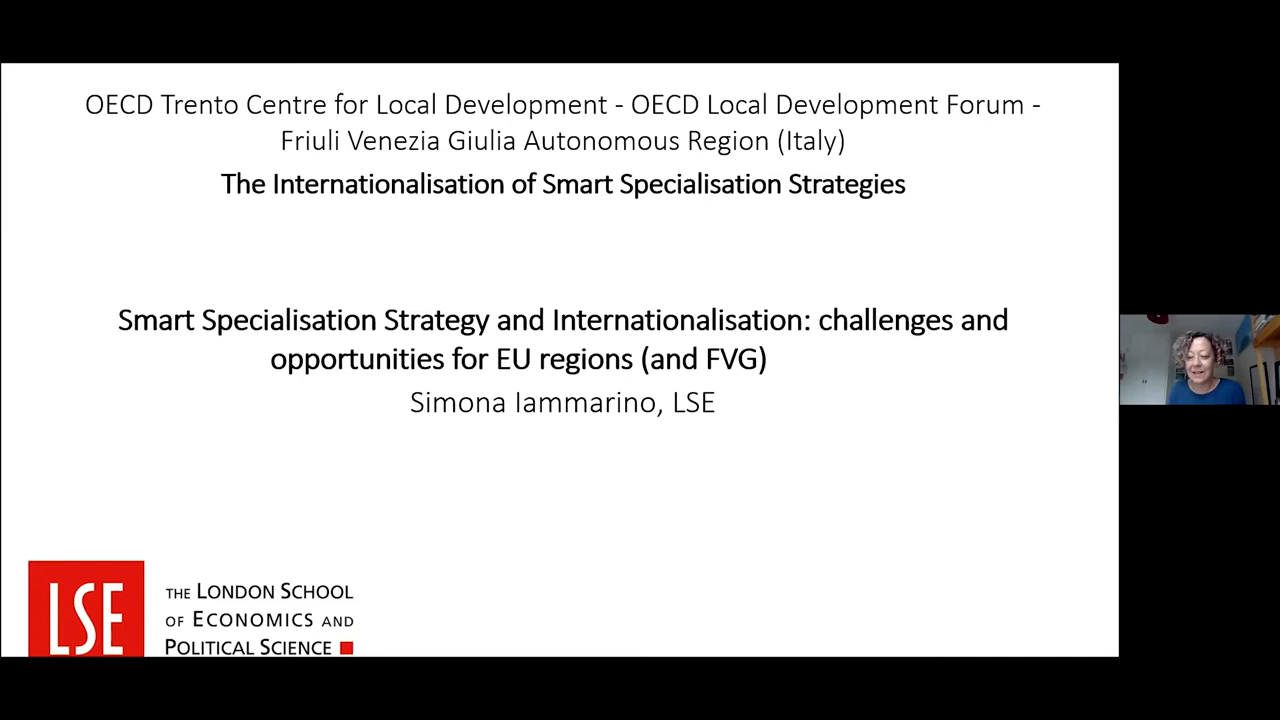 OECD Trento Centre for Local Development - OECD Local Development Forum -
Friuli Venezia Giulia Autonomous Region (Italy)
The Internationalisation of Smart Specialisation Strategies
Smart Specialisation Strategy and Internationalisation: challenges and
opportunities for EU regions (and FVG)
Simona Iammarino, LSE
LSE
THE LONDON SCHOOL
OF ECONOMICS AND
POLITICAL SCIENCE